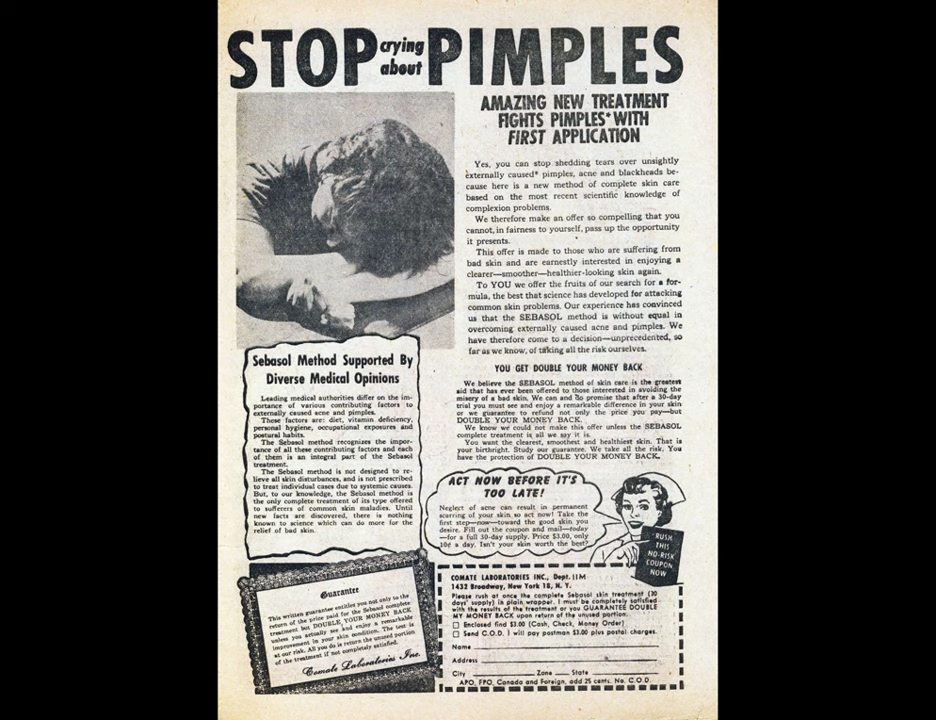 STOP crying about PIMPLES
AMAZING NEW TREATMENT
FIGHTS PIMPLES* WITH
FIRST APPLICATION
Yes, you can stop shedding tears over unsightly
externally caused* pimples, acne and blackheads be-
cause here is a new method of complete skin care
based on the most recent scientific knowledge of
complexion problems.
We therefore make an offer so compelling that you
cannot, in fairness to yourself, pass up the opportunity
it presents.
This offer is made to those who are suffering from
bad skin and are earnestly interested in enjoying a
clearer—smoother—healthier-looking skin again.
To YOU we offer the fruits of our search for a for-
mula, the best that science has developed for attacking
common skin problems. Our experience has convinced
us that the SEBASOL method is without equal in
overcoming externally caused acne and pimples. We
have therefore come to a decision—unprecedented, so
far as we know, of taking all the risk ourselves.
YOU GET DOUBLE YOUR MONEY BACK
We believe the SEBASOL method of skin care is the greatest
aid that has ever been offered to those interested in avoiding the
misery of a bad skin. We can and do promise that after a 30-day
trial you must see and enjoy a remarkable difference in your skin
or we guarantee to refund not only the price you pay—but
DOUBLE YOUR MONEY BACK.
We know we could not make this offer unless the SEBASOL
complete treatment is all we say it is.
You want the clearest, smoothest and healthiest skin. That is
your birthright. Study our guarantee. We take all the risk. You
have the protection of DOUBLE YOUR MONEY BACK.
Sebasol Method Supported By
Diverse Medical Opinions
Leading medical authorities differ on the im-
portance of various contributing factors to
externally caused acne and pimples.
These factors are: diet, vitamin deficiency,
personal hygiene, occupational exposures and
postural habits.
The Sebasol method recognizes the impor-
tance of all these contributing factors and each
of them is an integral part of the Sebasol
treatment.
The Sebasol method is not designed to re-
lieve all skin disturbances, and is not prescribed
to treat individual cases due to systemic causes.
But, to our knowledge, the Sebasol method is
the only complete treatment of its type offered
to sufferers of common skin maladies. Until
new facts are discovered, there is nothing
known to science which can do more for the
relief of bad skin.
ACT NOW BEFORE IT'S
TOO LATE!
Neglect of acne can result in permanent
scarring of your skin, so act now! Take the
first step—now—toward the good skin you
desire. Fill out the coupon and mail—today
—for a full 30-day supply. Price $3.00, only
10¢ a day. Isn't your skin worth the best?
RUSH
THIS
NO-RISK
COUPON
NOW
Guarantee
This written guarantee entitles you not only to the
return of the price paid for the Sebasol complete
treatment but DOUBLE YOUR MONEY BACK
unless you actually see and enjoy a remarkable
improvement in your skin condition. The test is
at our risk. All you do is return the unused portion
of the treatment if not completely satisfied.
Comate Laboratories Inc.
COMATE LABORATORIES INC., Dept. 11M
1432 Broadway, New York 18, N. Y.
Please rush at once the complete Sebasol skin treatment (30
days' supply) in plain wrapper. I must be completely satisfied
with the results of the treatment or you GUARANTEE DOUBLE
MY MONEY BACK upon return of the unused portion.
Enclosed find $3.00 (Cash, Check, Money Order)
Send C.O.D. I will pay postman $3.00 plus postal charges.
Name
Address
City Zone State
APO, FPO, Canada and Foreign, add 25 cents. No. C.O.D.